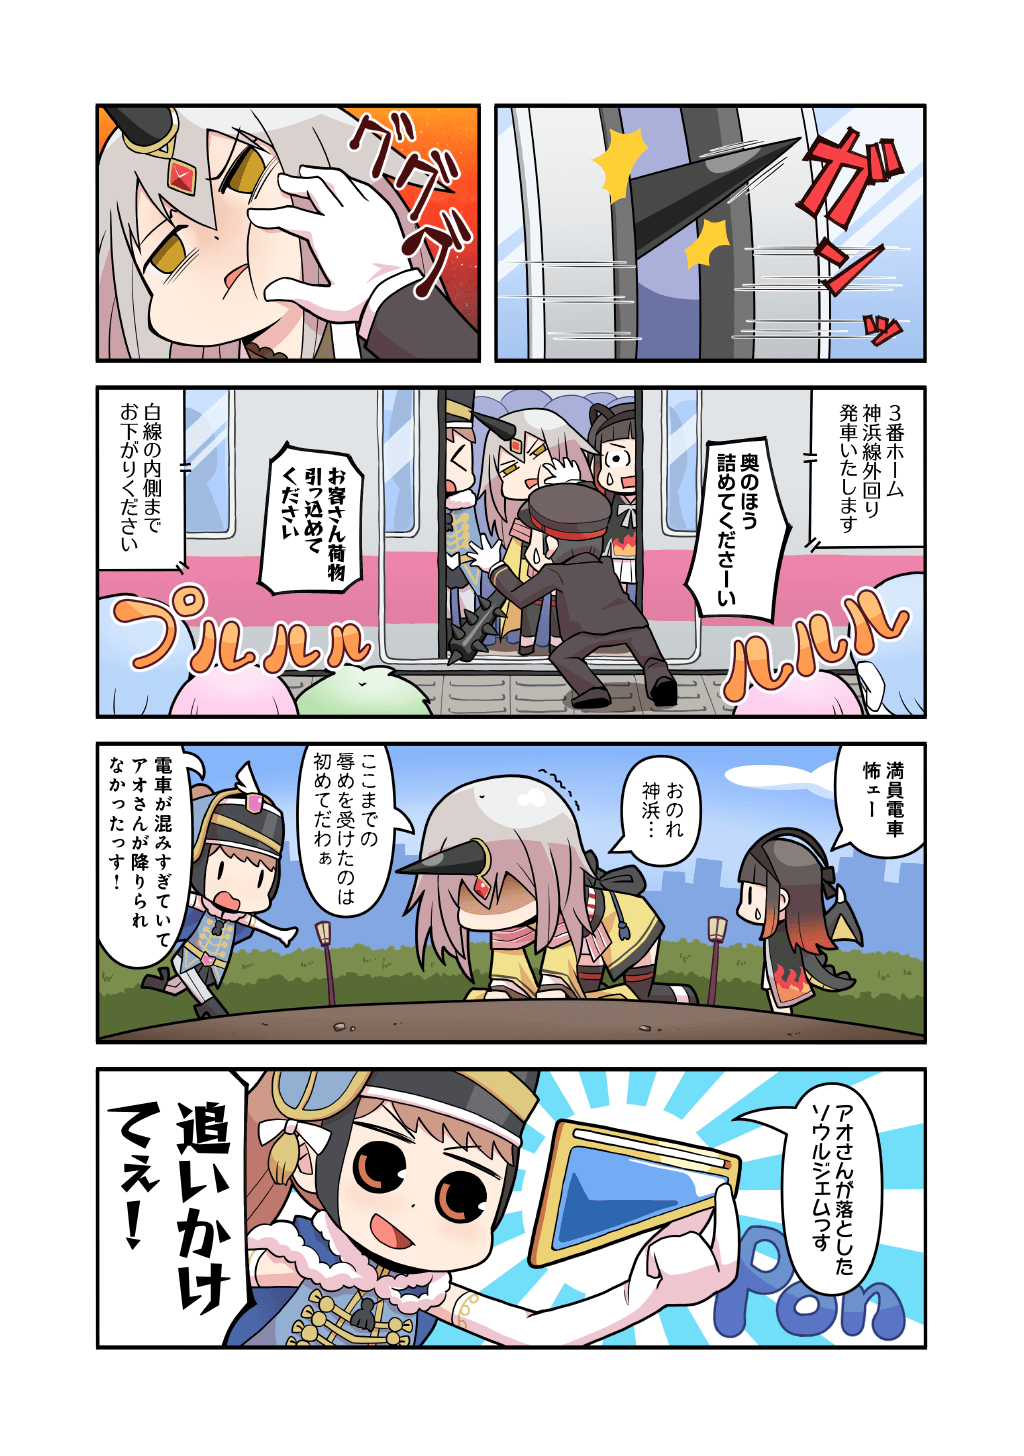 ガンッ
グググ
グ
3番ホーム
神浜線外回り
発車いたします
奥のほう
詰めてくださーい
お客さん荷物
引っ込めて
ください
白線の内側まで
お下がりください
ルルルル
プルルル
満員電車
怖ェー
おのれ
神浜…
ここまでの
辱めを受けたのは
初めてだわぁ
電車が混みすぎていて
アオさんが降りられ
なかったっす!
アオさんが落とした
ソウルジェムっす
Pon
追いかけ
てぇ!